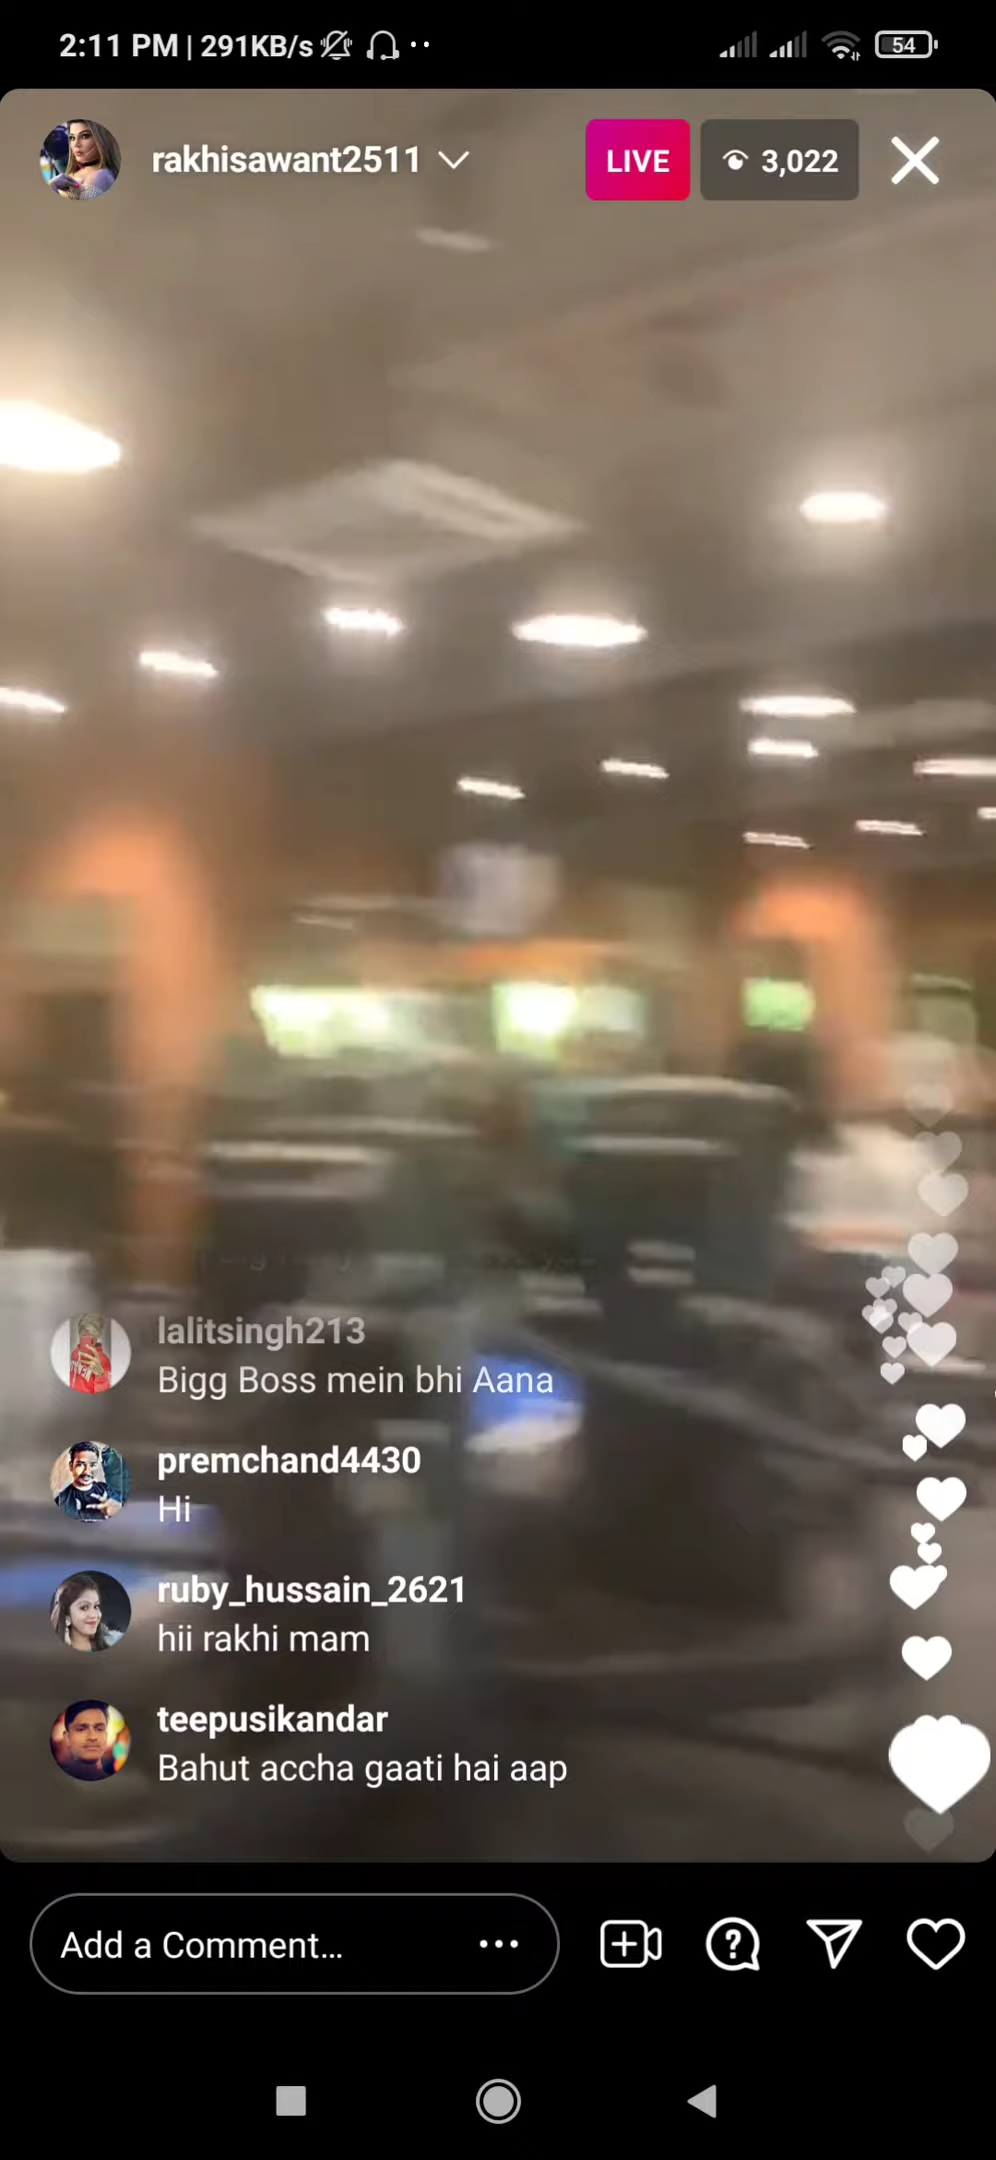 2:11 PM | 291KB/s
54
rakhisawant2511
LIVE
3,022
lalitsingh213
Bigg Boss mein bhi Aana
premchand4430
Hi
ruby_hussain_2621
hii rakhi mam
teepusikandar
Bahut accha gaati hai aap
Add a Comment...